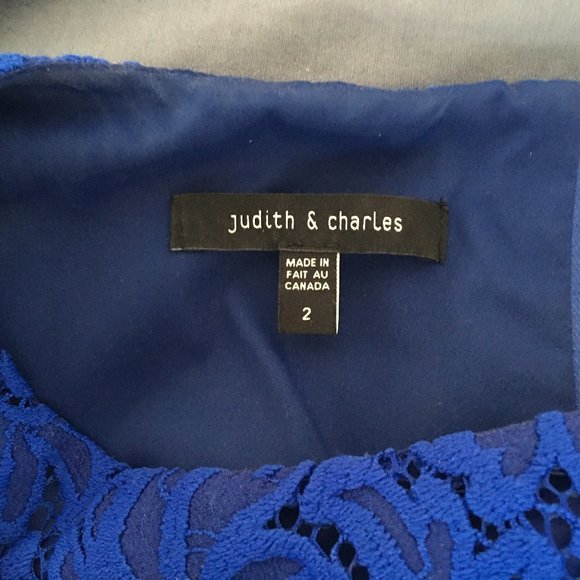 judith & charles
MADE IN
FAIT AU
CANADA
2